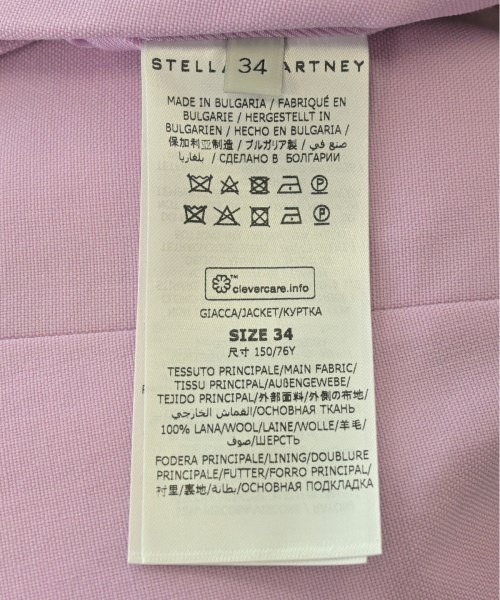 STELL ARTNEY
34
MADE IN BULGARIA / FABRIQUÉ EN
BULGARIE / HERGESTELLT IN
BULGARIEN / HECHO EN BULGARIA /
保加利亚制造 / ブルガリア製 / صنع في
بلغاريا / СДЕЛАНО В БОЛГАРИИ
P
P
™
clevercare.info
GIACCA/JACKET/КУРТКА
SIZE 34
尺寸 150/76Y
TESSUTO PRINCIPALE/MAIN FABRIC/
TISSU PRINCIPAL/AUßENGEWEBE/
TEJIDO PRINCIPAL/外部面料/外側の布地/
القماش الخارجي/ОСНОВНАЯ ТКАНЬ
100% LANA/WOOL/LAINE/WOLLE/羊毛/
صوف/ШЕРСТЬ
FODERA PRINCIPALE/LINING/DOUBLURE
PRINCIPALE/FUTTER/FORRO PRINCIPAL/
衬里/裏地/بطانة/ОСНОВНАЯ ПОДКЛАДКА